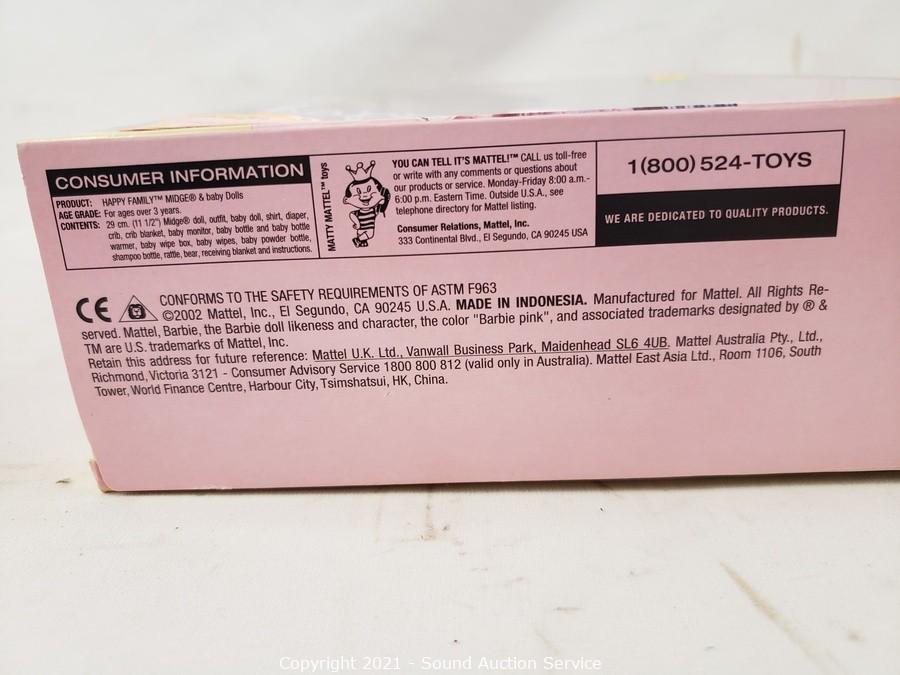 CONSUMER INFORMATION
PRODUCT: HAPPY FAMILY™ MIDGE® & baby Dolls
AGE GRADE: For ages over 3 years.
CONTENTS: 29 cm. (11 1/2") Midge® doll, outfit, baby doll, shirt, diaper,
crib, crib blanket, baby monitor, baby bottle and baby bottle
warmer, baby wipe box, baby wipes, baby powder bottle,
shampoo bottle, rattle, bear, receiving blanket and instructions.
MATTY MATTEL™ toys
YOU CAN TELL IT'S MATTEL!™ CALL us toll-free
or write with any comments or questions about
our products or service. Monday-Friday 8:00 a.m.-
6:00 p.m. Eastern Time. Outside U.S.A., see
telephone directory for Mattel listing.
Consumer Relations, Mattel, Inc.
333 Continental Blvd., El Segundo, CA 90245 USA
1(800) 524-TOYS
WE ARE DEDICATED TO QUALITY PRODUCTS.
CE CONFORMS TO THE SAFETY REQUIREMENTS OF ASTM F963
©2002 Mattel, Inc., El Segundo, CA 90245 U.S.A. MADE IN INDONESIA. Manufactured for Mattel. All Rights Re-
served. Mattel, Barbie, the Barbie doll likeness and character, the color "Barbie pink", and associated trademarks designated by ® &
TM are U.S. trademarks of Mattel, Inc.
Retain this address for future reference: Mattel U.K. Ltd., Vanwall Business Park, Maidenhead SL6 4UB. Mattel Australia Pty., Ltd.,
Richmond, Victoria 3121 - Consumer Advisory Service 1800 800 812 (valid only in Australia). Mattel East Asia Ltd., Room 1106, South
Tower, World Finance Centre, Harbour City, Tsimshatsui, HK, China.
Copyright 2021 - Sound Auction Service